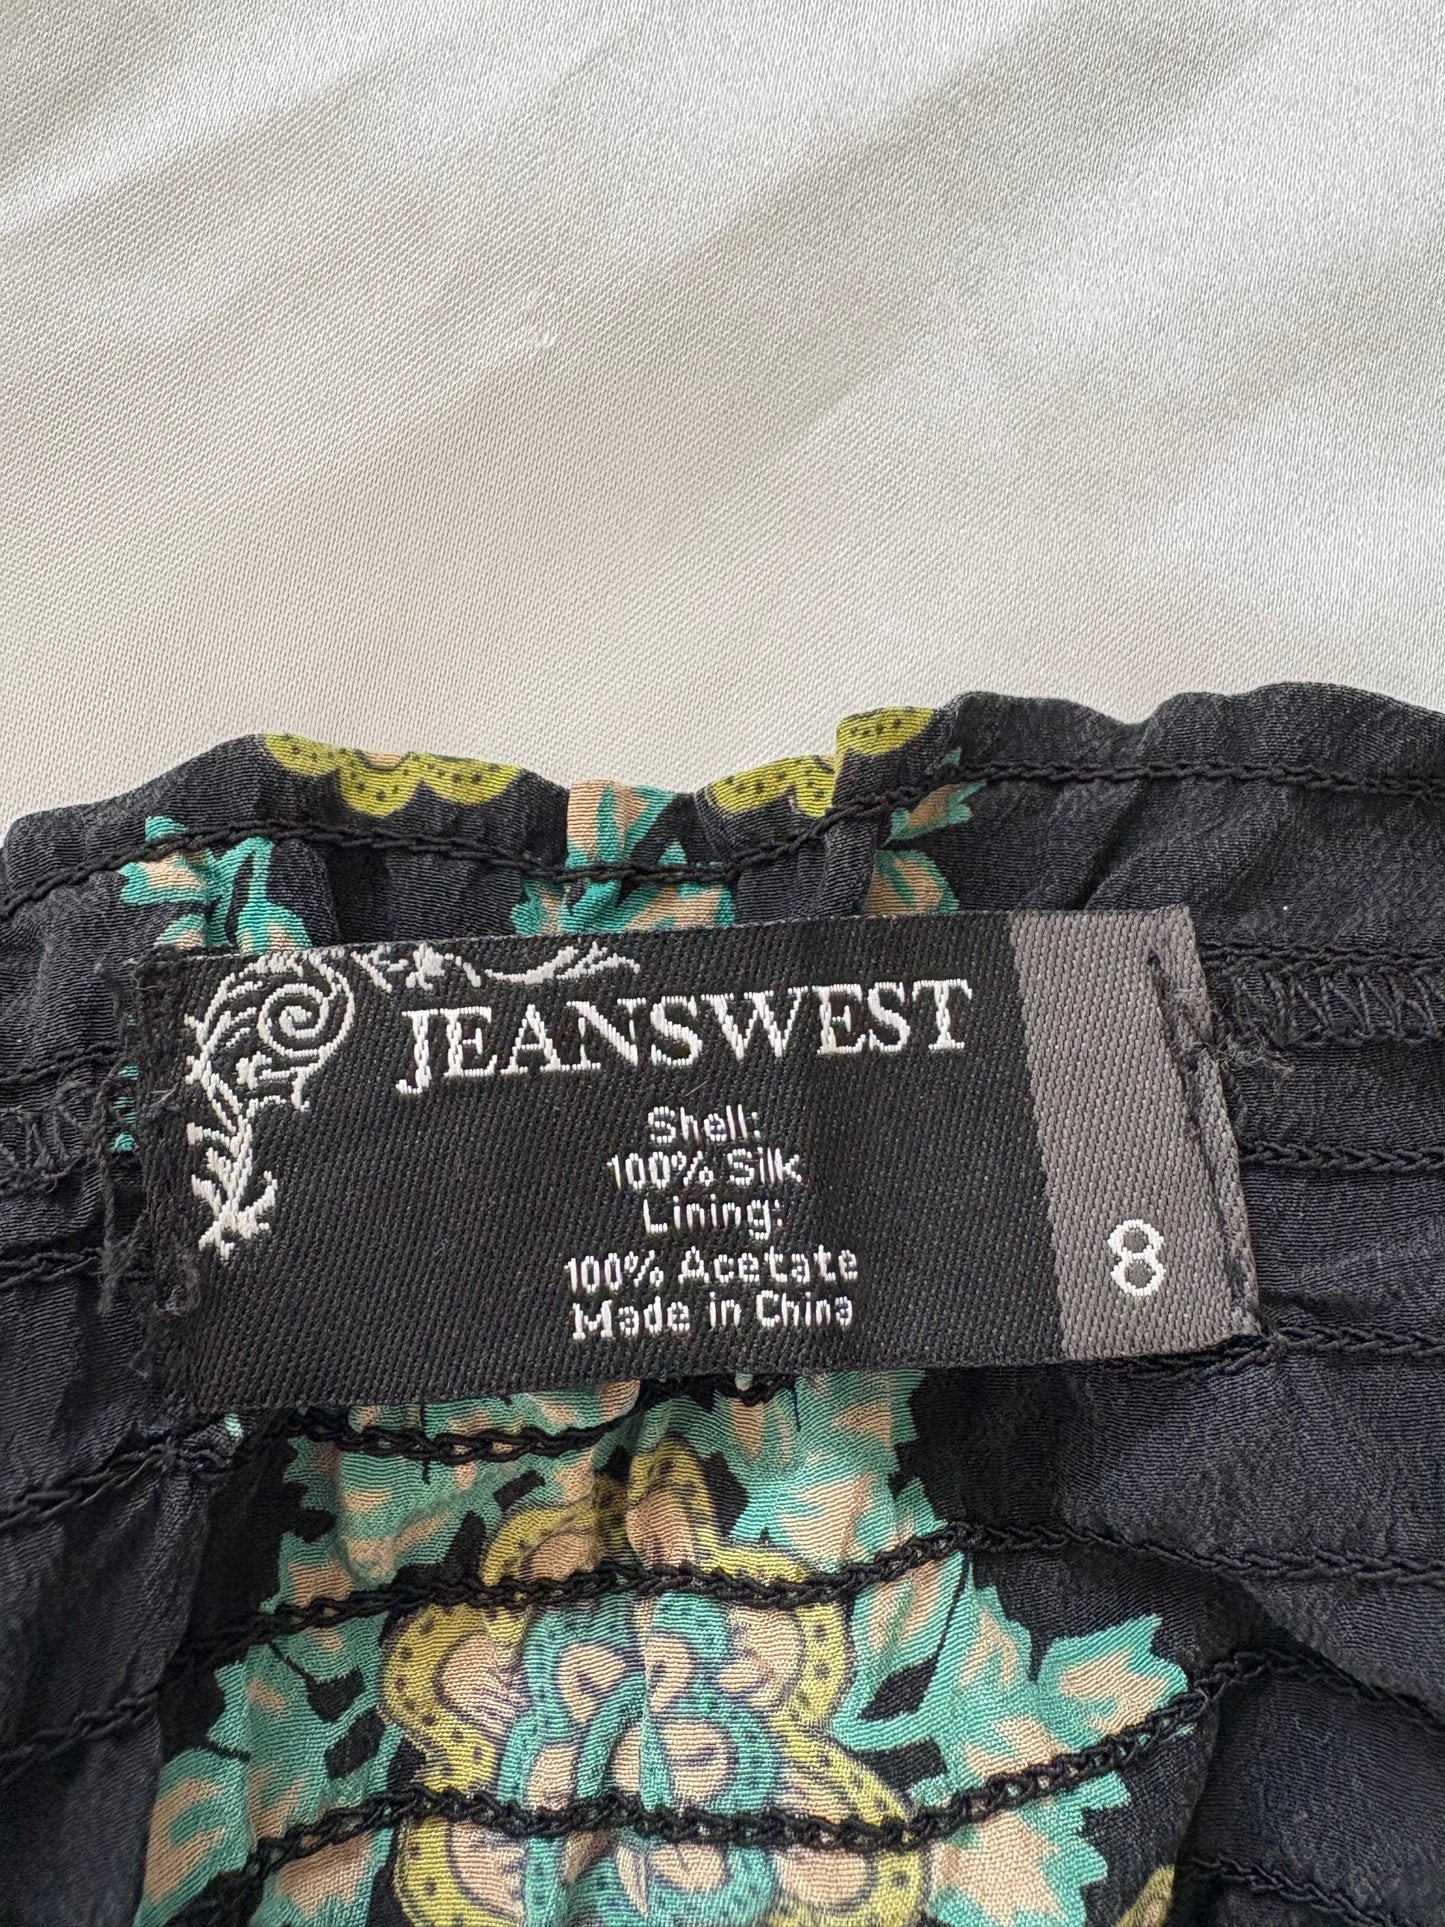 JEANSWEST
Shell:
100% Silk
Lining:
100% Acetate
Made in China
8